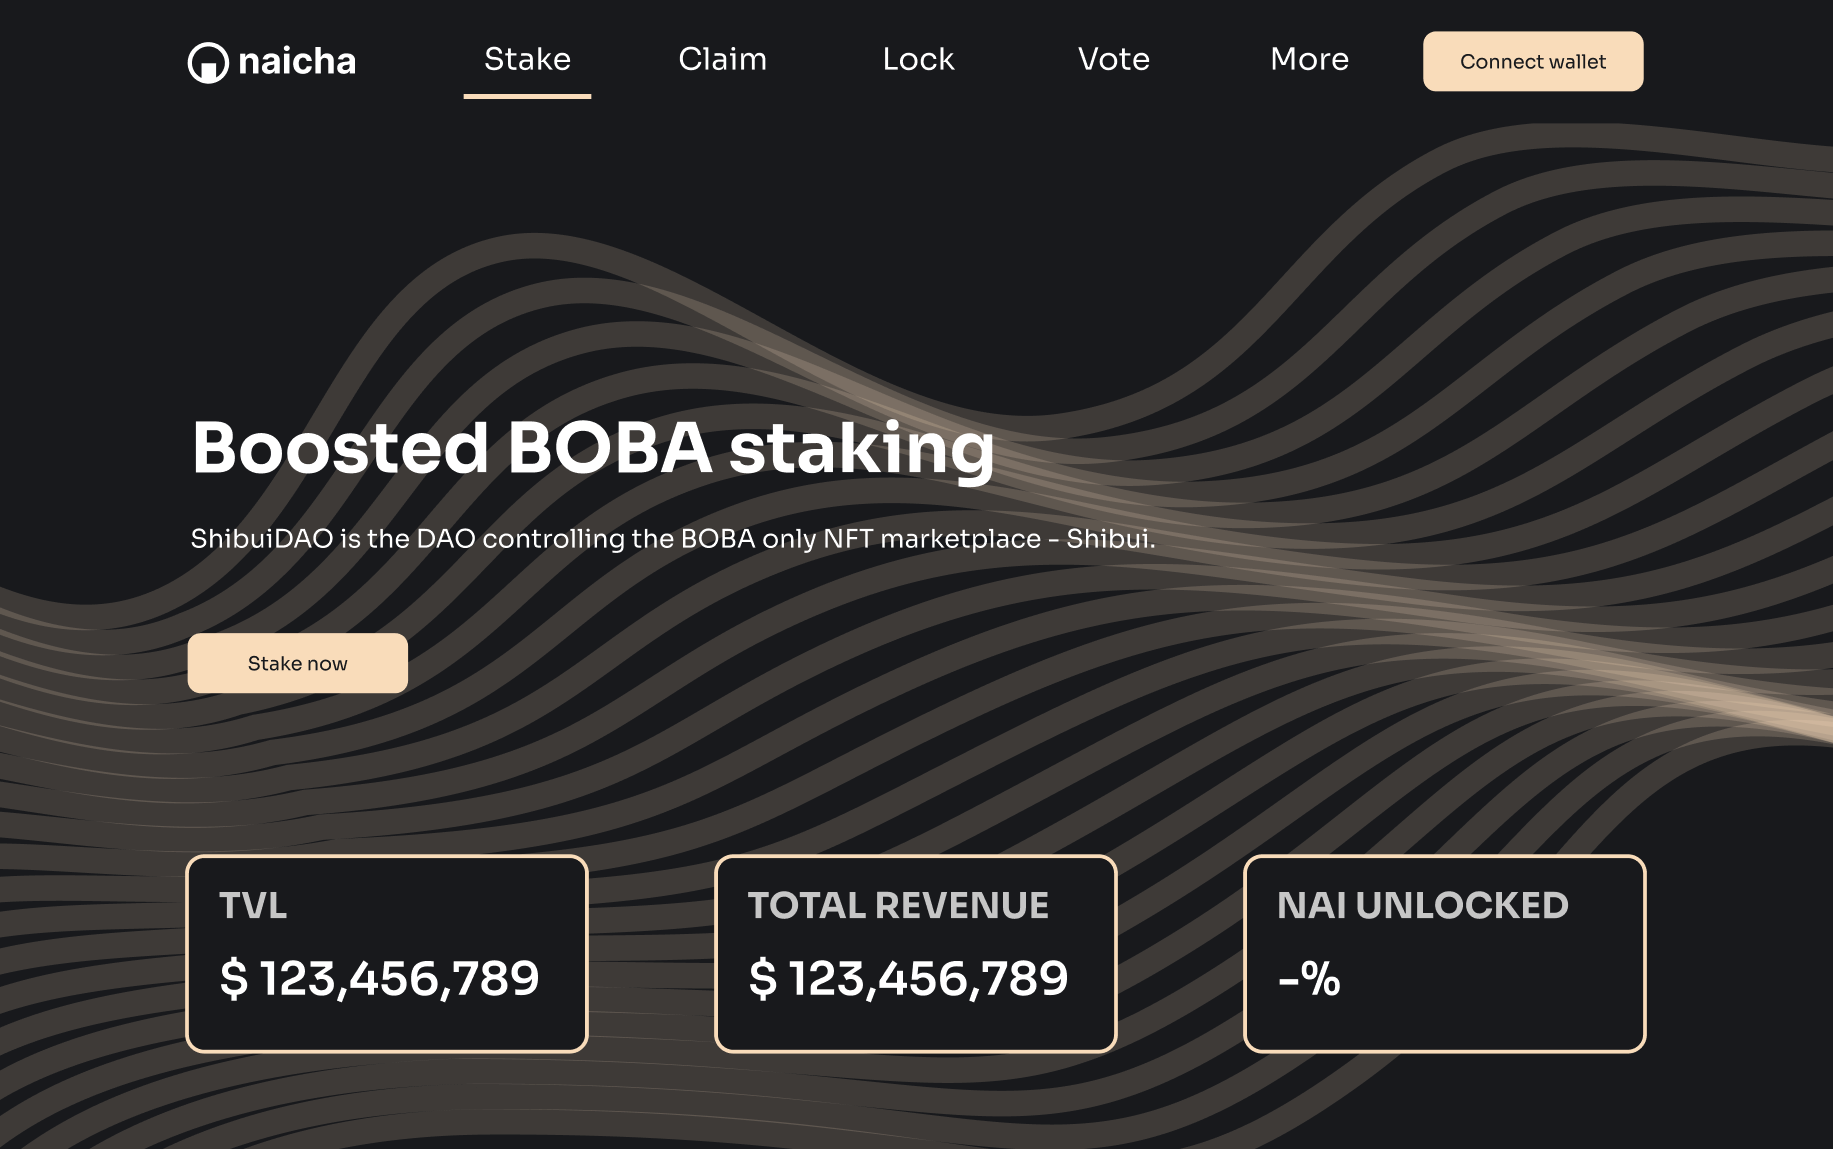 naicha
Stake
Claim
Lock
Vote
More
Connect wallet
Boosted BOBA staking
ShibuiDAO is the DAO controlling the BOBA only NFT marketplace - Shibui.
Stake now
TVL
$ 123,456,789
TOTAL REVENUE
$ 123,456,789
NAI UNLOCKED
-%